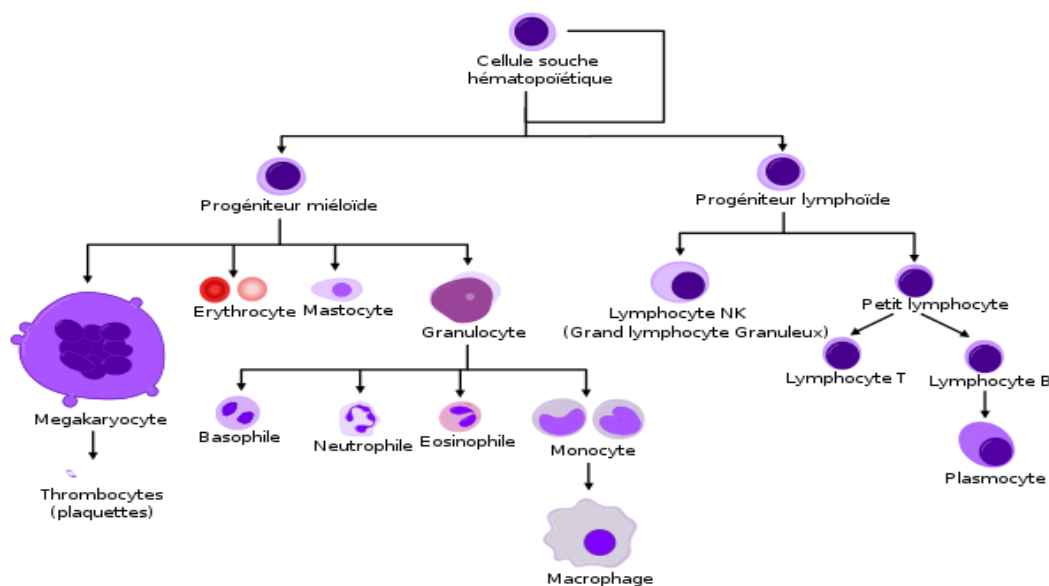 Cellule souche
hématopoïétique
Progéniteur miéloïde
Progéniteur lymphoïde
Erythrocyte
Mastocyte
Granulocyte
Lymphocyte NK
(Grand lymphocyte Granuleux)
Petit lymphocyte
Lymphocyte T
Lymphocyte B
Megakaryocyte
Basophile
Neutrophile
Eosinophile
Monocyte
Plasmocyte
Thrombocytes
(plaquettes)
Macrophage